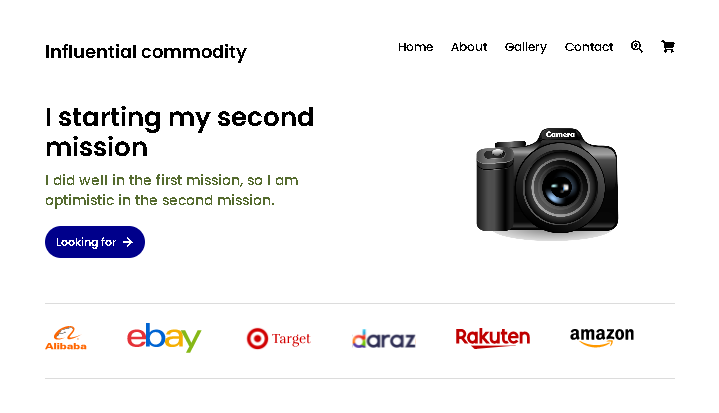 Influential commodity
Home About Gallery Contact
I starting my second
mission
I did well in the first mission, so I am
optimistic in the second mission.
Looking for
Camera
Alibaba ebay Target daraz Rakuten amazon